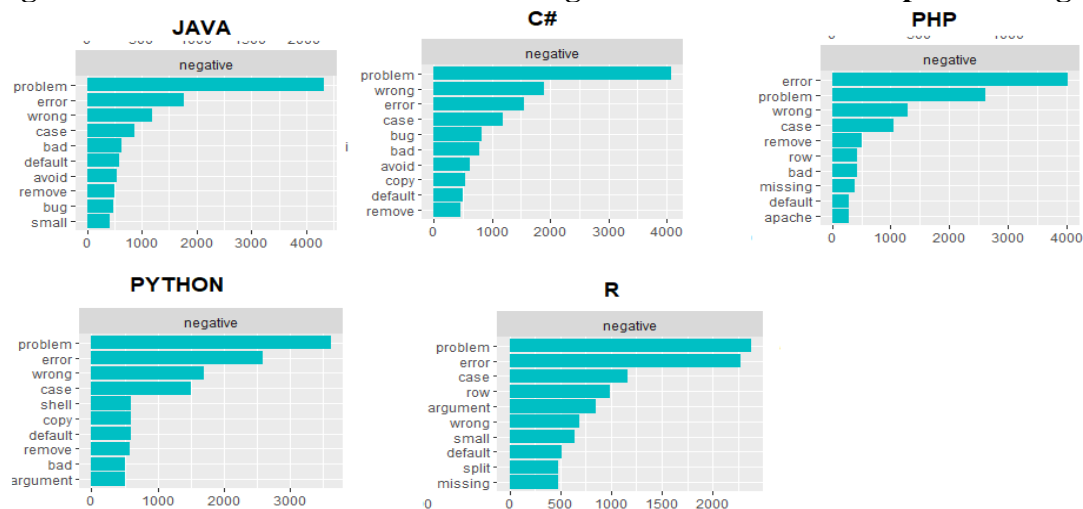 JAVA
negative
problem
error
wrong
case
bad
default
avoid
remove
bug
small
0 1000 2000 3000 4000
C#
negative
problem
wrong
error
case
bug
bad
avoid
copy
default
remove
0 1000 2000 3000 4000
PHP
negative
error
problem
wrong
case
remove
row
bad
missing
default
apache
0 1000 2000 3000 4000
PYTHON
negative
problem
error
wrong
case
shell
copy
default
remove
bad
argument
0 1000 2000 3000
R
negative
problem
error
case
row
argument
wrong
small
default
split
missing
0 500 1000 1500 2000